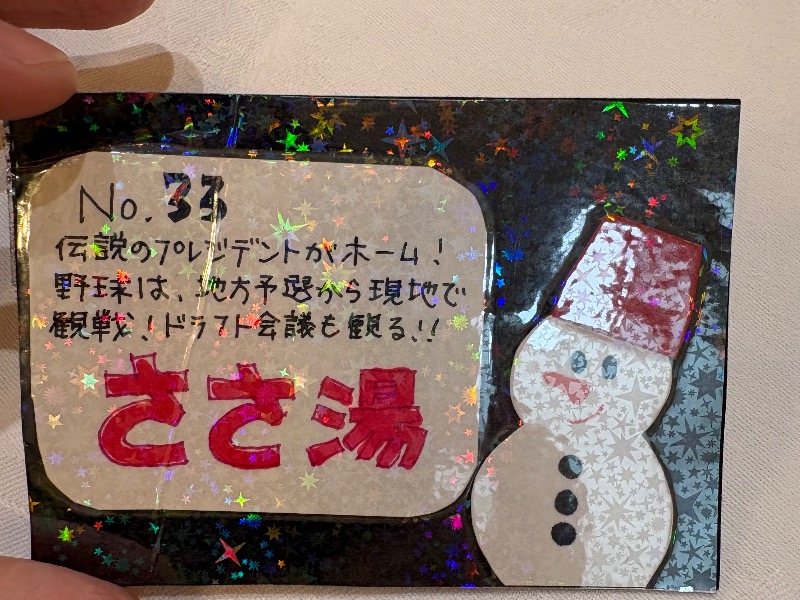 No. 33
伝説のプレジデントがホーム!
野球は、地方予選から現地で
観戦!ドラフト会議も観る!!
ささ湯